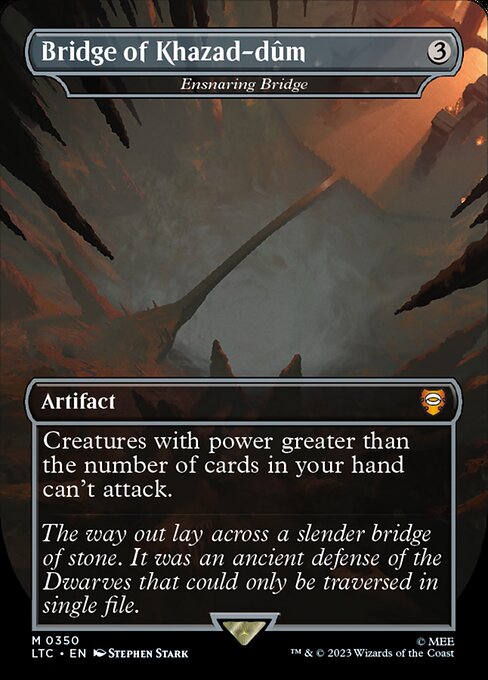 Bridge of Khazad-dûm 3
Ensnaring Bridge
Artifact
Creatures with power greater than
the number of cards in your hand
can't attack.
The way out lay across a slender bridge
of stone. It was an ancient defense of the
Dwarves that could only be traversed in
single file.
M 0350
LTC • EN Stephen Stark
© MEE
™ & © 2023 Wizards of the Coast